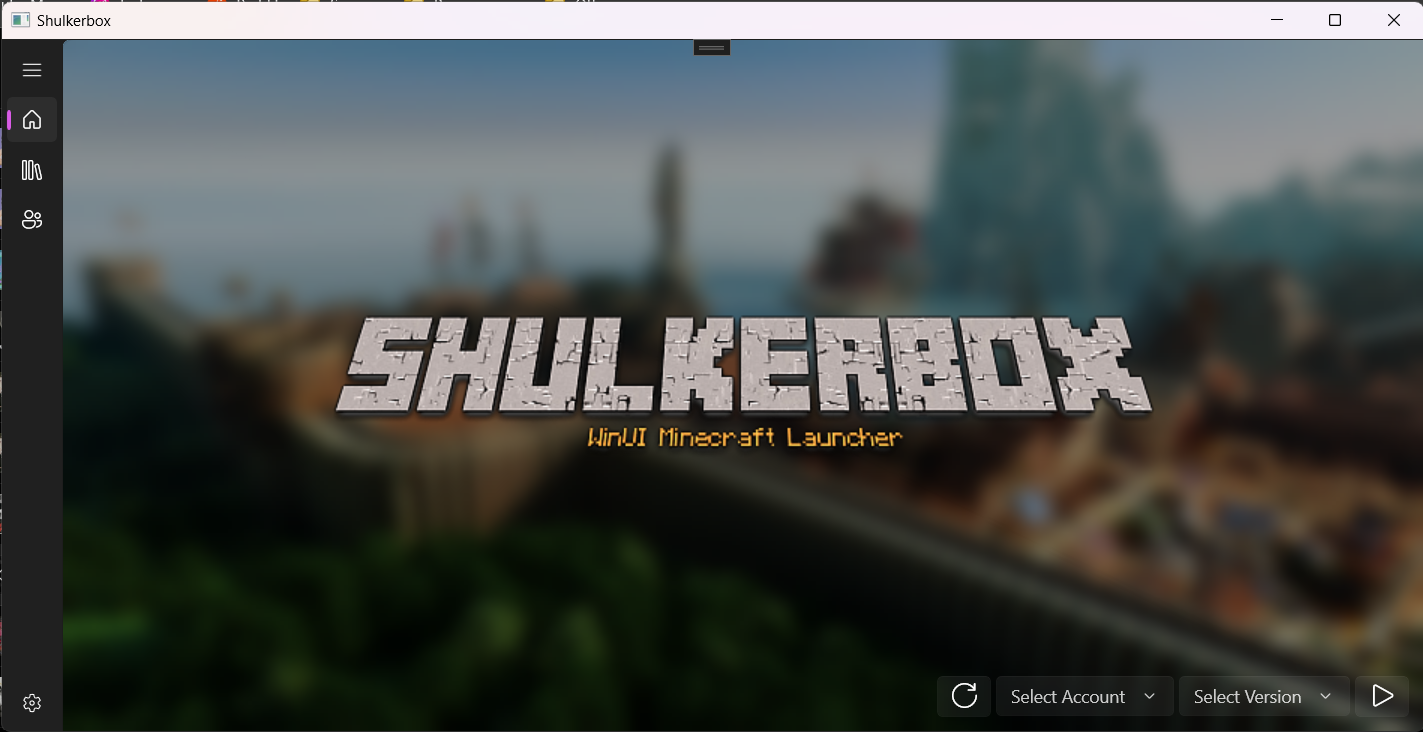 Shulkerbox
SHULKERBOX
WinUI Minecraft Launcher
Select Account
Select Version